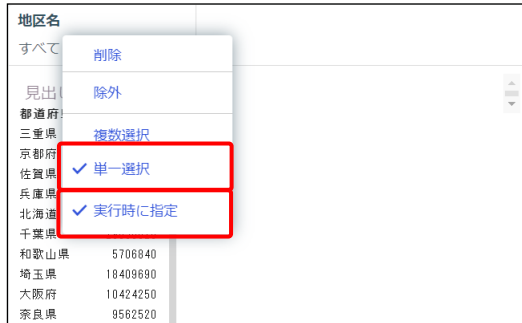 地区名
すべて
削除
除外
複数選択
単一選択
実行時に指定
見出
都道府
三重県
京都府
佐賀県
兵庫県
北海道
千葉県
和歌山県 5706840
埼玉県 18409690
大阪府 10424250
奈良県 9562520